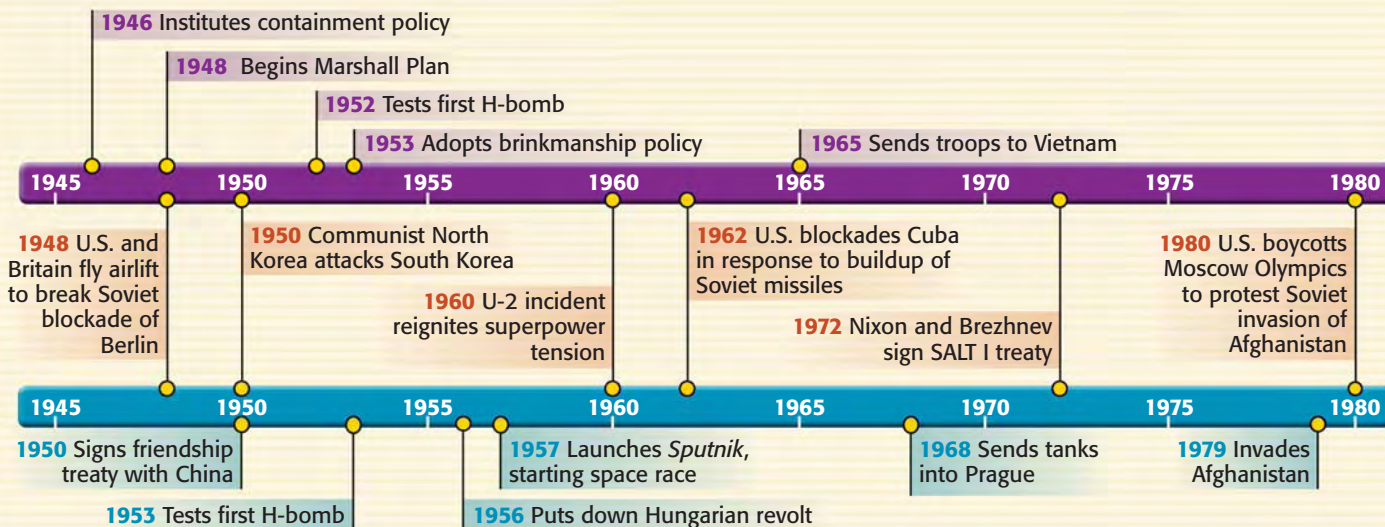 1946 Institutes containment policy
1948 Begins Marshall Plan
1952 Tests first H-bomb
1953 Adopts brinkmanship policy
1965 Sends troops to Vietnam
1945 1950 1955 1960 1965 1970 1975 1980
1948 U.S. and
Britain fly airlift
to break Soviet
blockade of
Berlin
1950 Communist North
Korea attacks South Korea
1960 U-2 incident
reignites superpower
tension
1962 U.S. blockades Cuba
in response to buildup of
Soviet missiles
1972 Nixon and Brezhnev
sign SALT I treaty
1980 U.S. boycotts
Moscow Olympics
to protest Soviet
invasion of
Afghanistan
1945 1950 1955 1960 1965 1970 1975 1980
1950 Signs friendship
treaty with China
1953 Tests first H-bomb
1956 Puts down Hungarian revolt
1957 Launches Sputnik,
starting space race
1968 Sends tanks
into Prague
1979 Invades
Afghanistan